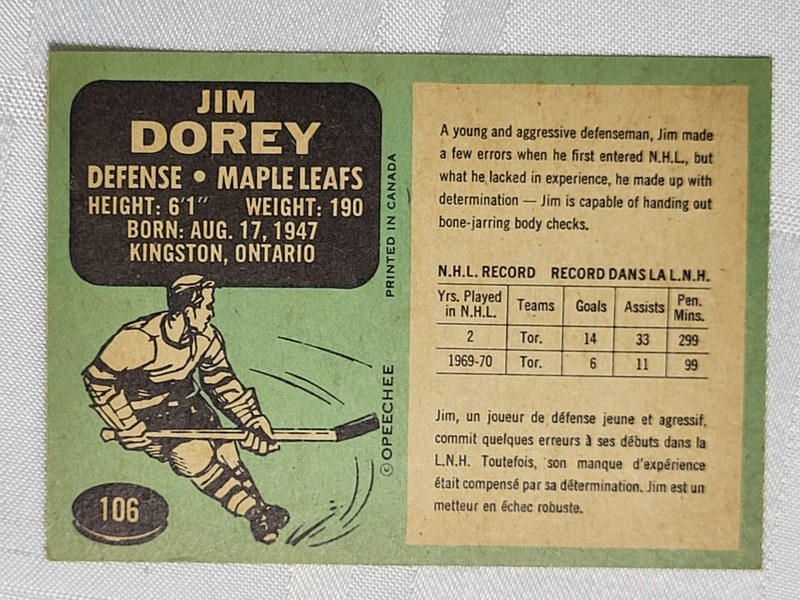 JIM
DOREY
DEFENSE • MAPLE LEAFS
HEIGHT: 6'1" WEIGHT: 190
BORN: AUG. 17, 1947
KINGSTON, ONTARIO
106
PRINTED IN CANADA
© OPEECHEE
A young and aggressive defenseman, Jim made
a few errors when he first entered N.H.L., but
what he lacked in experience, he made up with
determination — Jim is capable of handing out
bone-jarring body checks.
N.H.L. RECORD RECORD DANS LA L.N.H.
Yrs. Played in N.H.L. Teams Goals Assists Pen. Mins.
2 Tor. 14 33 299
1969-70 Tor. 6 11 99
Jim, un joueur de défense jeune et agressif,
commit quelques erreurs à ses débuts dans la
L.N.H. Toutefois, son manque d'expérience
était compensé par sa détermination. Jim est un
metteur en échec robuste.